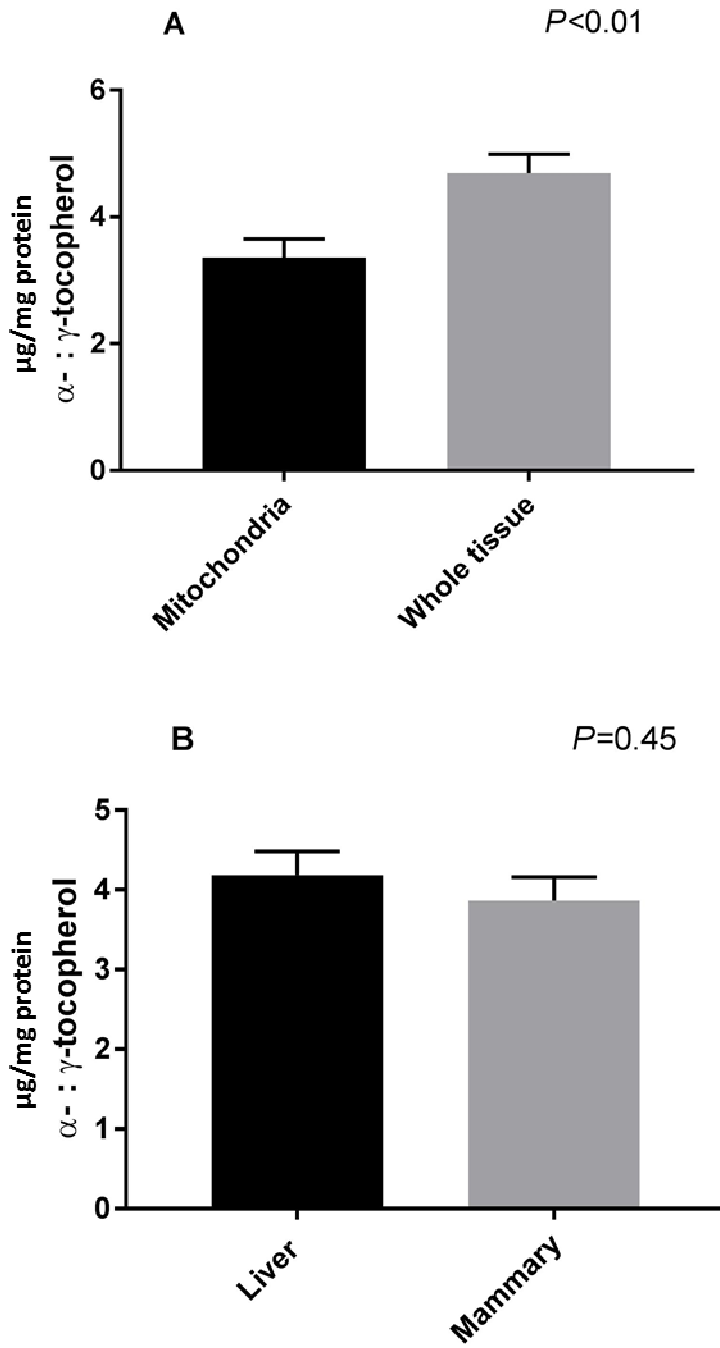 A
P<0.01
µg/mg protein
α- : γ-tocopherol
6
4
2
0
Mitochondria
Whole tissue
B
P=0.45
µg/mg protein
α- : γ-tocopherol
5
4
3
2
1
0
Liver
Mammary